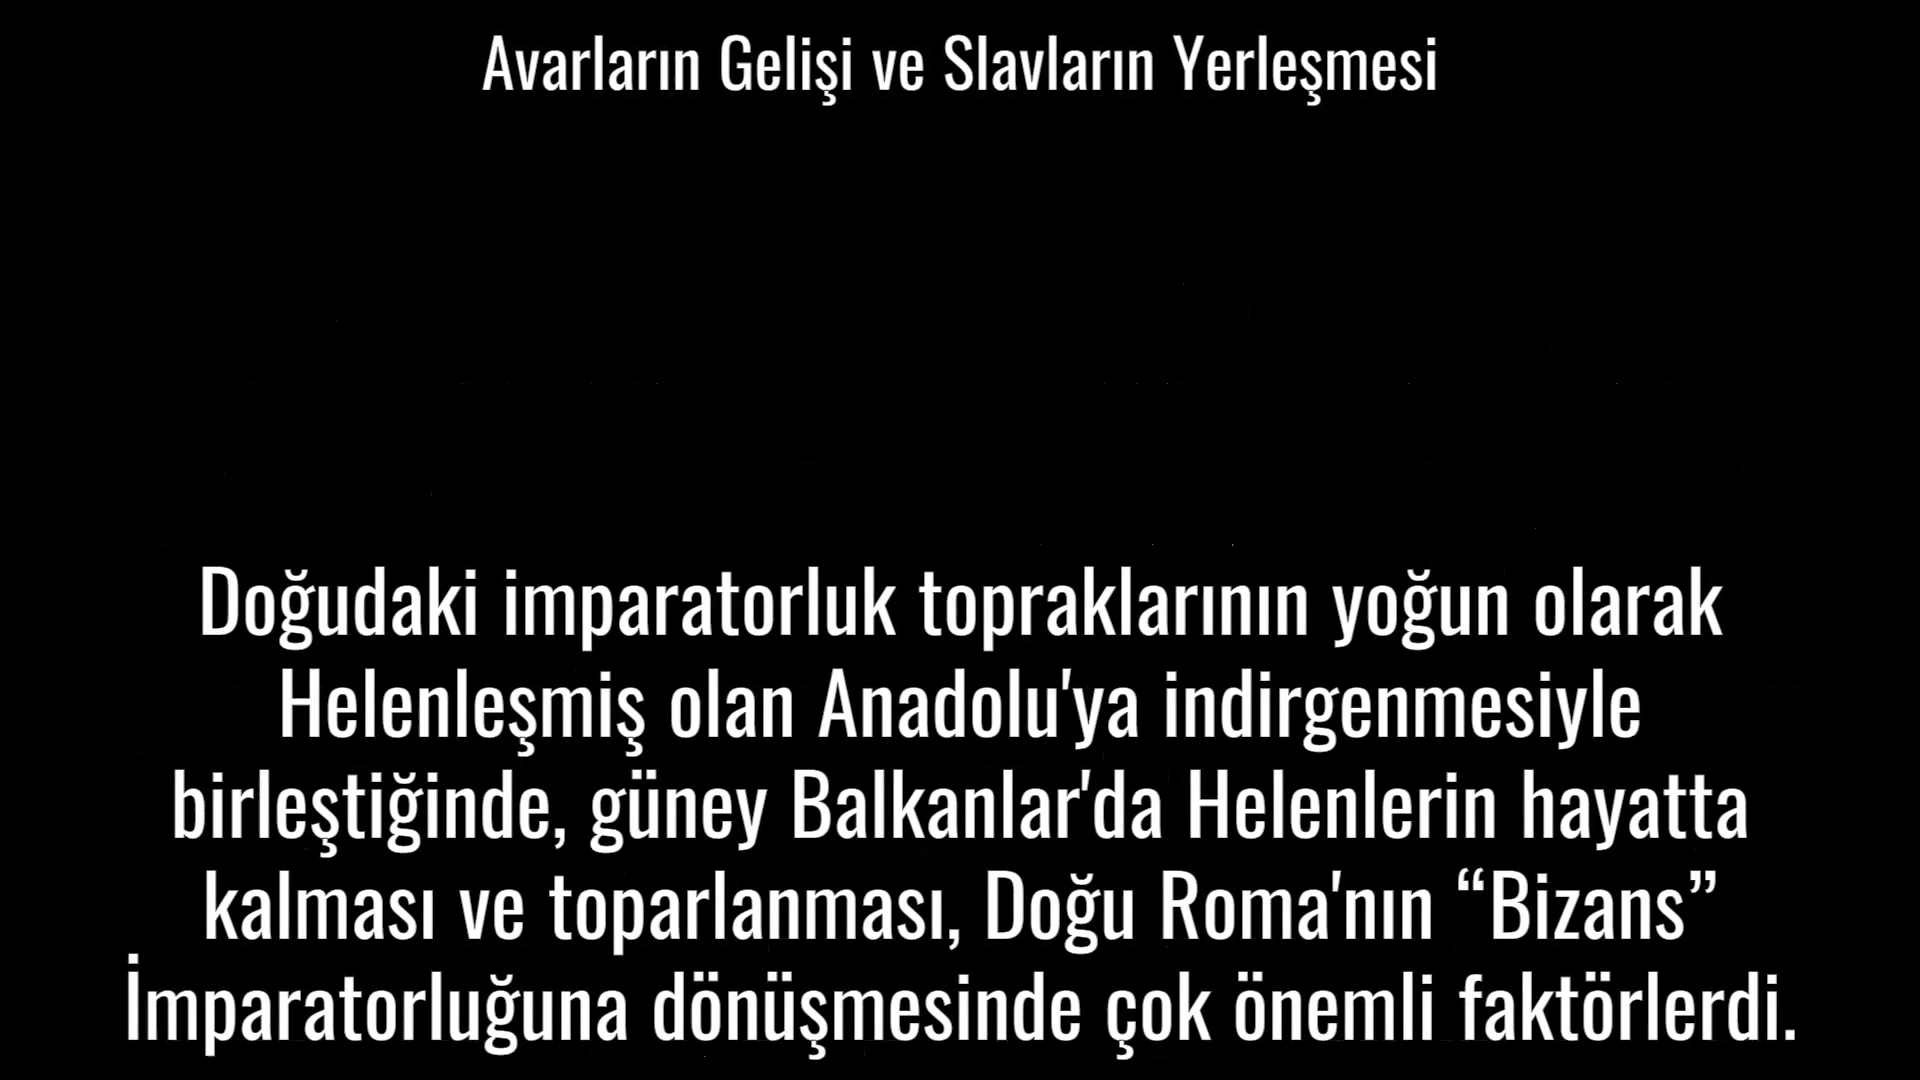 Avarların Gelişi ve Slavların Yerleşmesi
Doğudaki imparatorluk topraklarının yoğun olarak
Helenleşmiş olan Anadolu'ya indirgenmesiyle
birleştiğinde, güney Balkanlar'da Helenlerin hayatta
kalması ve toparlanması, Doğu Roma'nın “Bizans”
İmparatorluğuna dönüşmesinde çok önemli faktörlerdi.